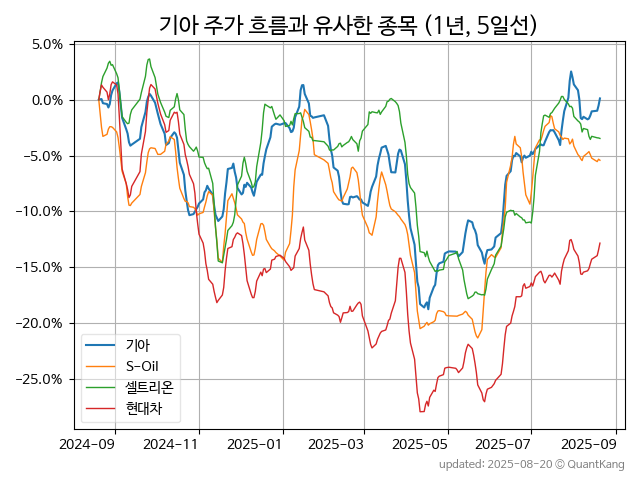 기아 주가 흐름과 유사한 종목 (1년, 5일선)
5.0%
0.0%
−5.0%
−10.0%
−15.0%
−20.0%
−25.0%
기아
S-Oil
셀트리온
현대차
2024-09
2024-11
2025-01
2025-03
2025-05
2025-07
2025-09
updated: 2025-08-20 © QuantKang